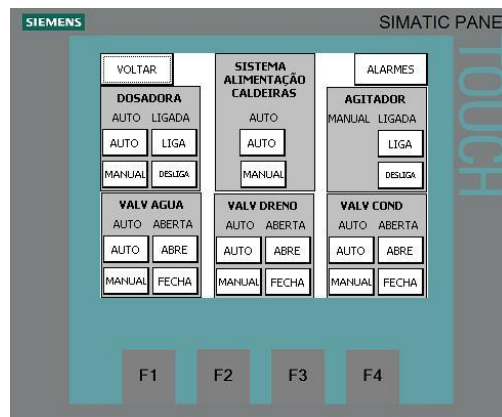 SIEMENS
SIMATIC PANE
TOUCH
VOLTAR
SISTEMA
ALIMENTAÇÃO
CALDEIRAS
ALARMES
DOSADORA
AUTO LIGADA
AUTO LIGA
MANUAL DESLIGA
AUTO
AUTO
MANUAL
AGITADOR
MANUAL LIGADA
LIGA
DESLIGA
VALV AGUA
AUTO ABERTA
AUTO ABRE
MANUAL FECHA
VALV DRENO
AUTO ABERTA
AUTO ABRE
MANUAL FECHA
VALV COND
AUTO ABERTA
AUTO ABRE
MANUAL FECHA
F1 F2 F3 F4